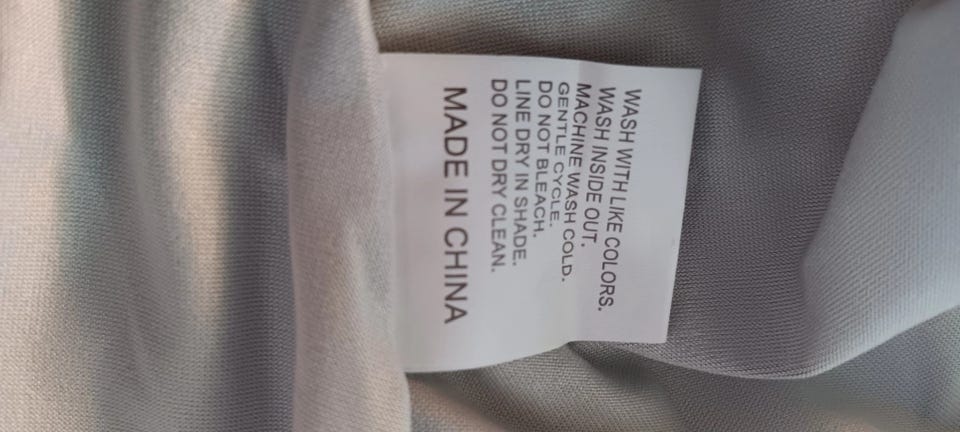 WASH WITH LIKE COLORS.
WASH INSIDE OUT.
MACHINE WASH COLD.
GENTLE CYCLE.
DO NOT BLEACH.
LINE DRY IN SHADE.
DO NOT DRY CLEAN.
MADE IN CHINA